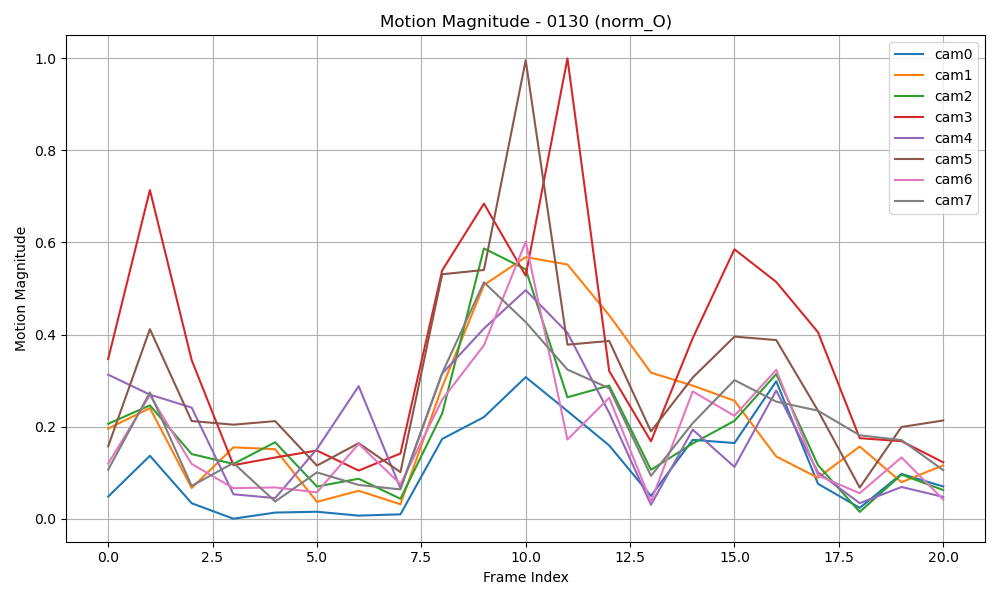 Motion Magnitude - 0130 (norm_O)
Motion Magnitude
1.0
0.8
0.6
0.4
0.2
0.0
0.0 2.5 5.0 7.5 10.0 12.5 15.0 17.5 20.0
Frame Index
cam0
cam1
cam2
cam3
cam4
cam5
cam6
cam7